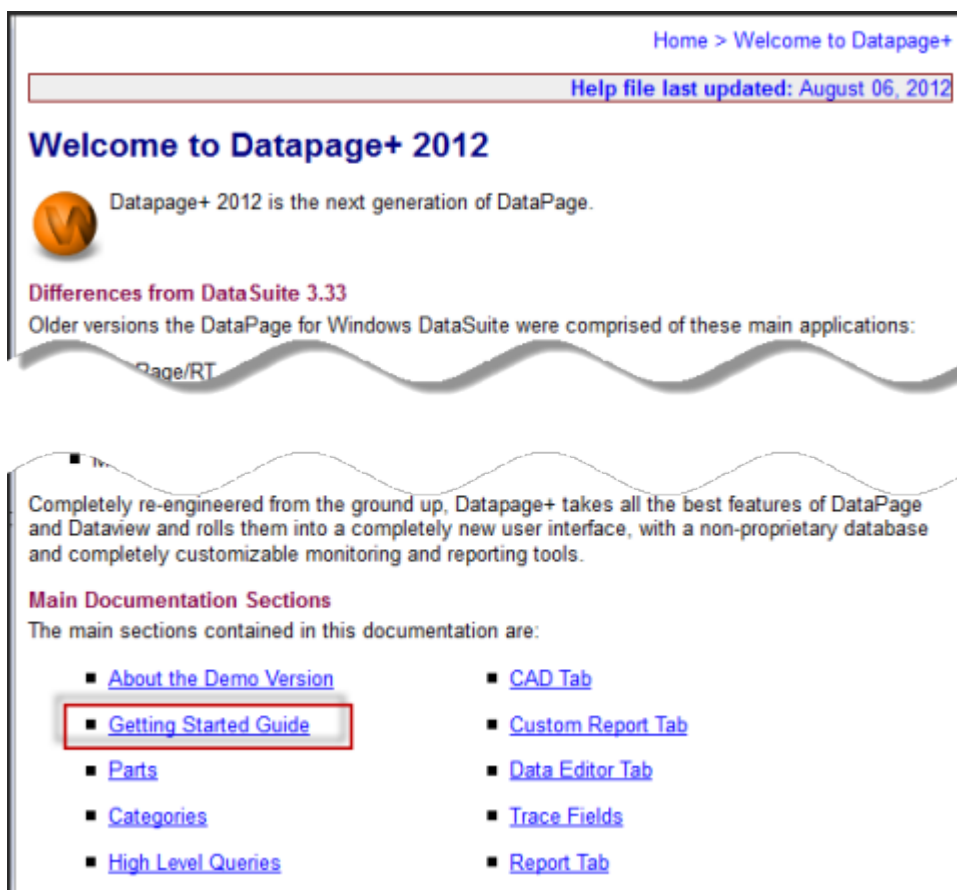 Home > Welcome to Datapage+
Help file last updated: August 06, 2012
Welcome to Datapage+ 2012
Datapage+ 2012 is the next generation of DataPage.
Differences from DataSuite 3.33
Older versions the DataPage for Windows DataSuite were comprised of these main applications:
Page/RT
Completely re-engineered from the ground up, Datapage+ takes all the best features of DataPage
and Dataview and rolls them into a completely new user interface, with a non-proprietary database
and completely customizable monitoring and reporting tools.
Main Documentation Sections
The main sections contained in this documentation are:
About the Demo Version
Getting Started Guide
Parts
Categories
High Level Queries
CAD Tab
Custom Report Tab
Data Editor Tab
Trace Fields
Report Tab